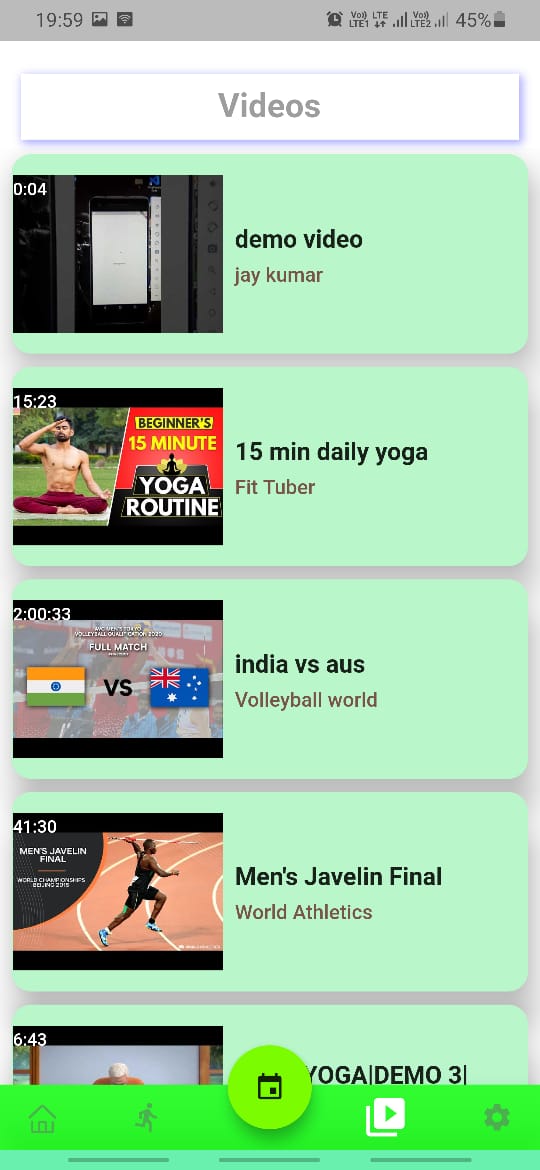 19:59
Vo)) LTE
LTE1
Vo))
LTE2
45%
Videos
0:04
demo video
jay kumar
15:23
BEGINNER'S
15 MINUTE
YOGA
ROUTINE
15 min daily yoga
Fit Tuber
2:00:33
VOLLEYBALL QUALIFICATION 2020
FULL MATCH
VS
india vs aus
Volleyball world
41:30
MEN'S JAVELIN
FINAL
WORLD CHAMPIONSHIPS
BEIJING 2015
Men's Javelin Final
World Athletics
6:43
YOGA|DEMO 3|